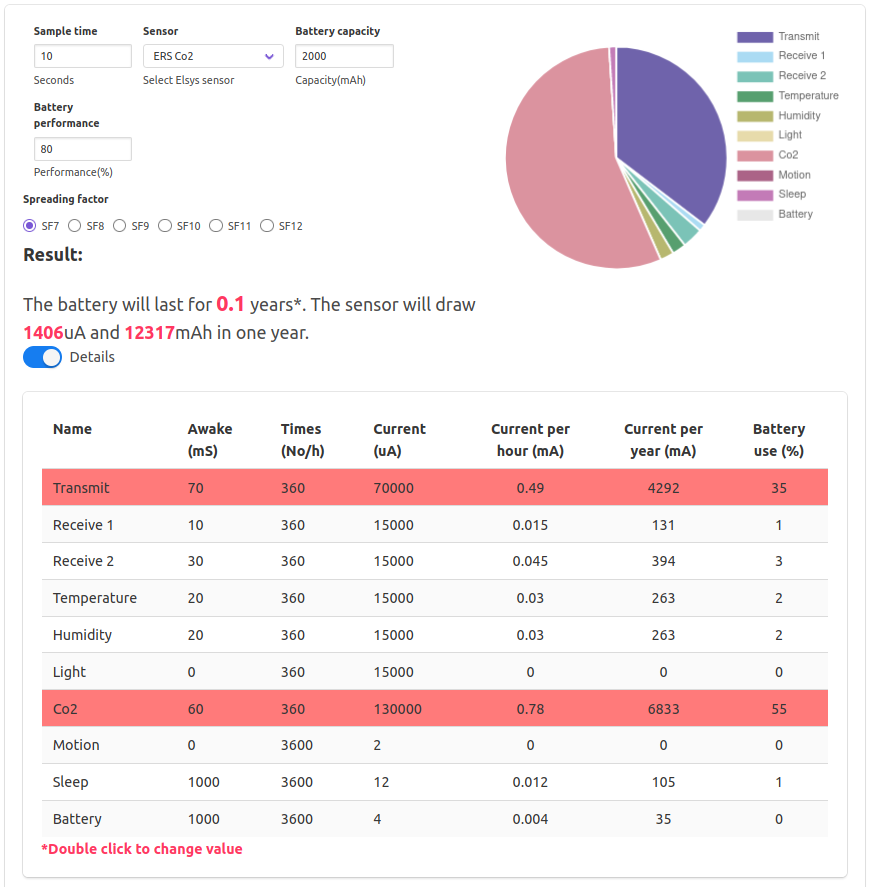 Sample time
10
Seconds
Sensor
ERS Co2
Select Elsys sensor
Battery capacity
2000
Capacity(mAh)
Battery
performance
80
Performance(%)
Spreading factor
SF7 SF8 SF9 SF10 SF11 SF12
Transmit
Receive 1
Receive 2
Temperature
Humidity
Light
Co2
Motion
Sleep
Battery
Result:
The battery will last for 0.1 years*. The sensor will draw
1406uA and 12317mAh in one year.
Details
Name Awake (mS) Times (No/h) Current (uA) Current per hour (mA) Current per year (mA) Battery use (%)
Transmit 70 360 70000 0.49 4292 35
Receive 1 10 360 15000 0.015 131 1
Receive 2 30 360 15000 0.045 394 3
Temperature 20 360 15000 0.03 263 2
Humidity 20 360 15000 0.03 263 2
Light 0 360 15000 0 0 0
Co2 60 360 130000 0.78 6833 55
Motion 0 3600 2 0 0 0
Sleep 1000 3600 12 0.012 105 1
Battery 1000 3600 4 0.004 35 0
*Double click to change value